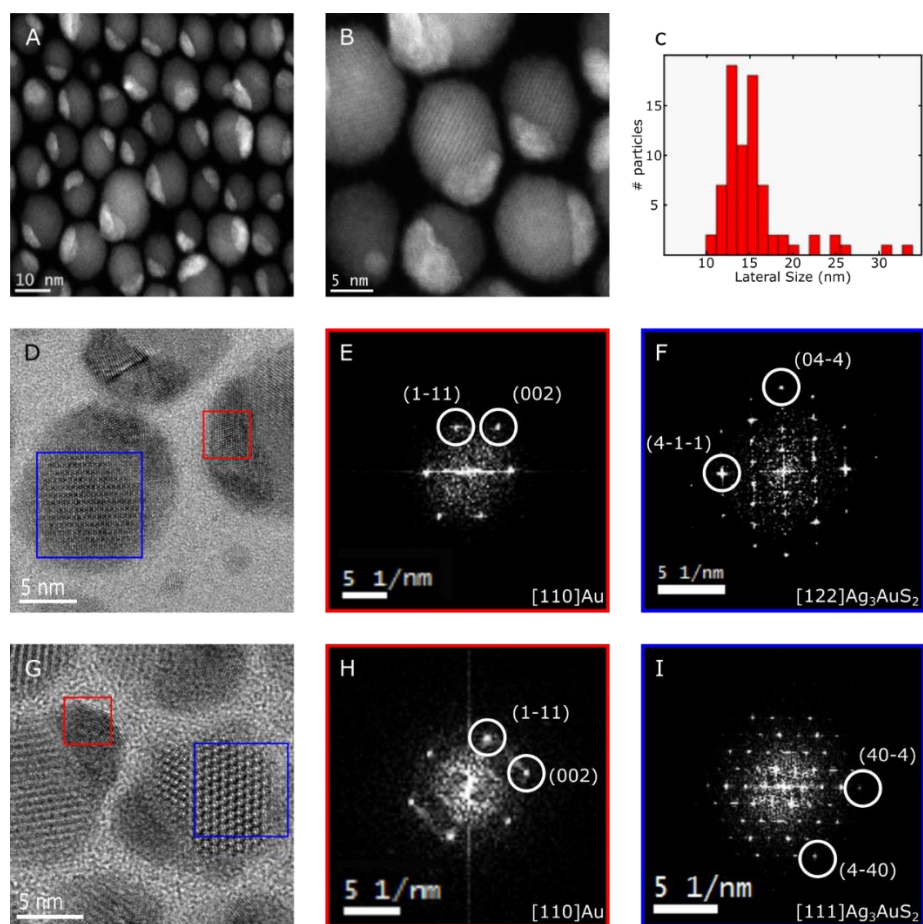 A
10 nm
B
5 nm
C
# particles
15
10
5
10 15 20 25 30
Lateral Size (nm)
D
5 nm
E
(1-11)
(002)
5 1/nm
[110]Au
F
(04-4)
(4-1-1)
5 1/nm
[122]Ag₃AuS₂
G
5 nm
H
(1-11)
(002)
5 1/nm
[110]Au
I
(40-4)
(4-40)
5 1/nm
[111]Ag₃AuS₂